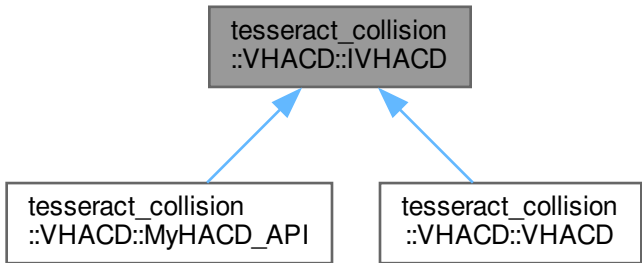 tesseract_collision
::VHACD::IVHACD
tesseract_collision
::VHACD::MyHACD_API
tesseract_collision
::VHACD::VHACD